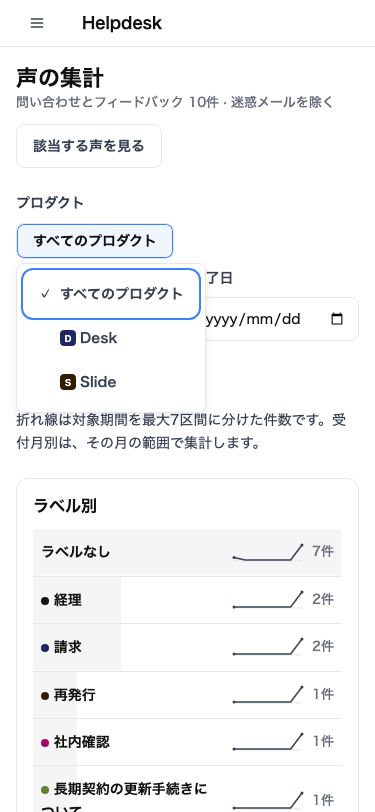 Helpdesk
声の集計
問い合わせとフィードバック 10件 · 迷惑メールを除く
該当する声を見る
プロダクト
すべてのプロダクト
✓ すべてのプロダクト
D Desk
S Slide
了日
yyyy/mm/dd
折れ線は対象期間を最大7区間に分けた件数です。受
付月別は、その月の範囲で集計します。
ラベル別
ラベルなし 7件
経理 2件
請求 2件
再発行 1件
社内確認 1件
長期契約の更新手続きに 1件
ついて